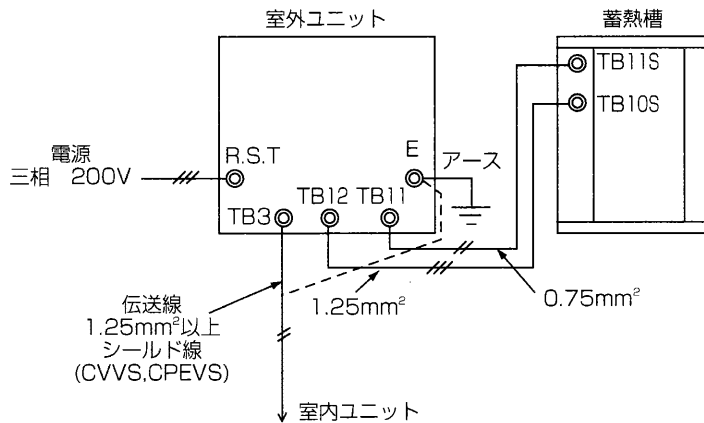 室外ユニット
蓄熱槽
TB11S
TB10S
電源
三相 200V
R.S.T
E
アース
TB3
TB12
TB11
伝送線
1.25mm²以上
シールド線
(CVVS,CPEVS)
1.25mm²
0.75mm²
室内ユニット